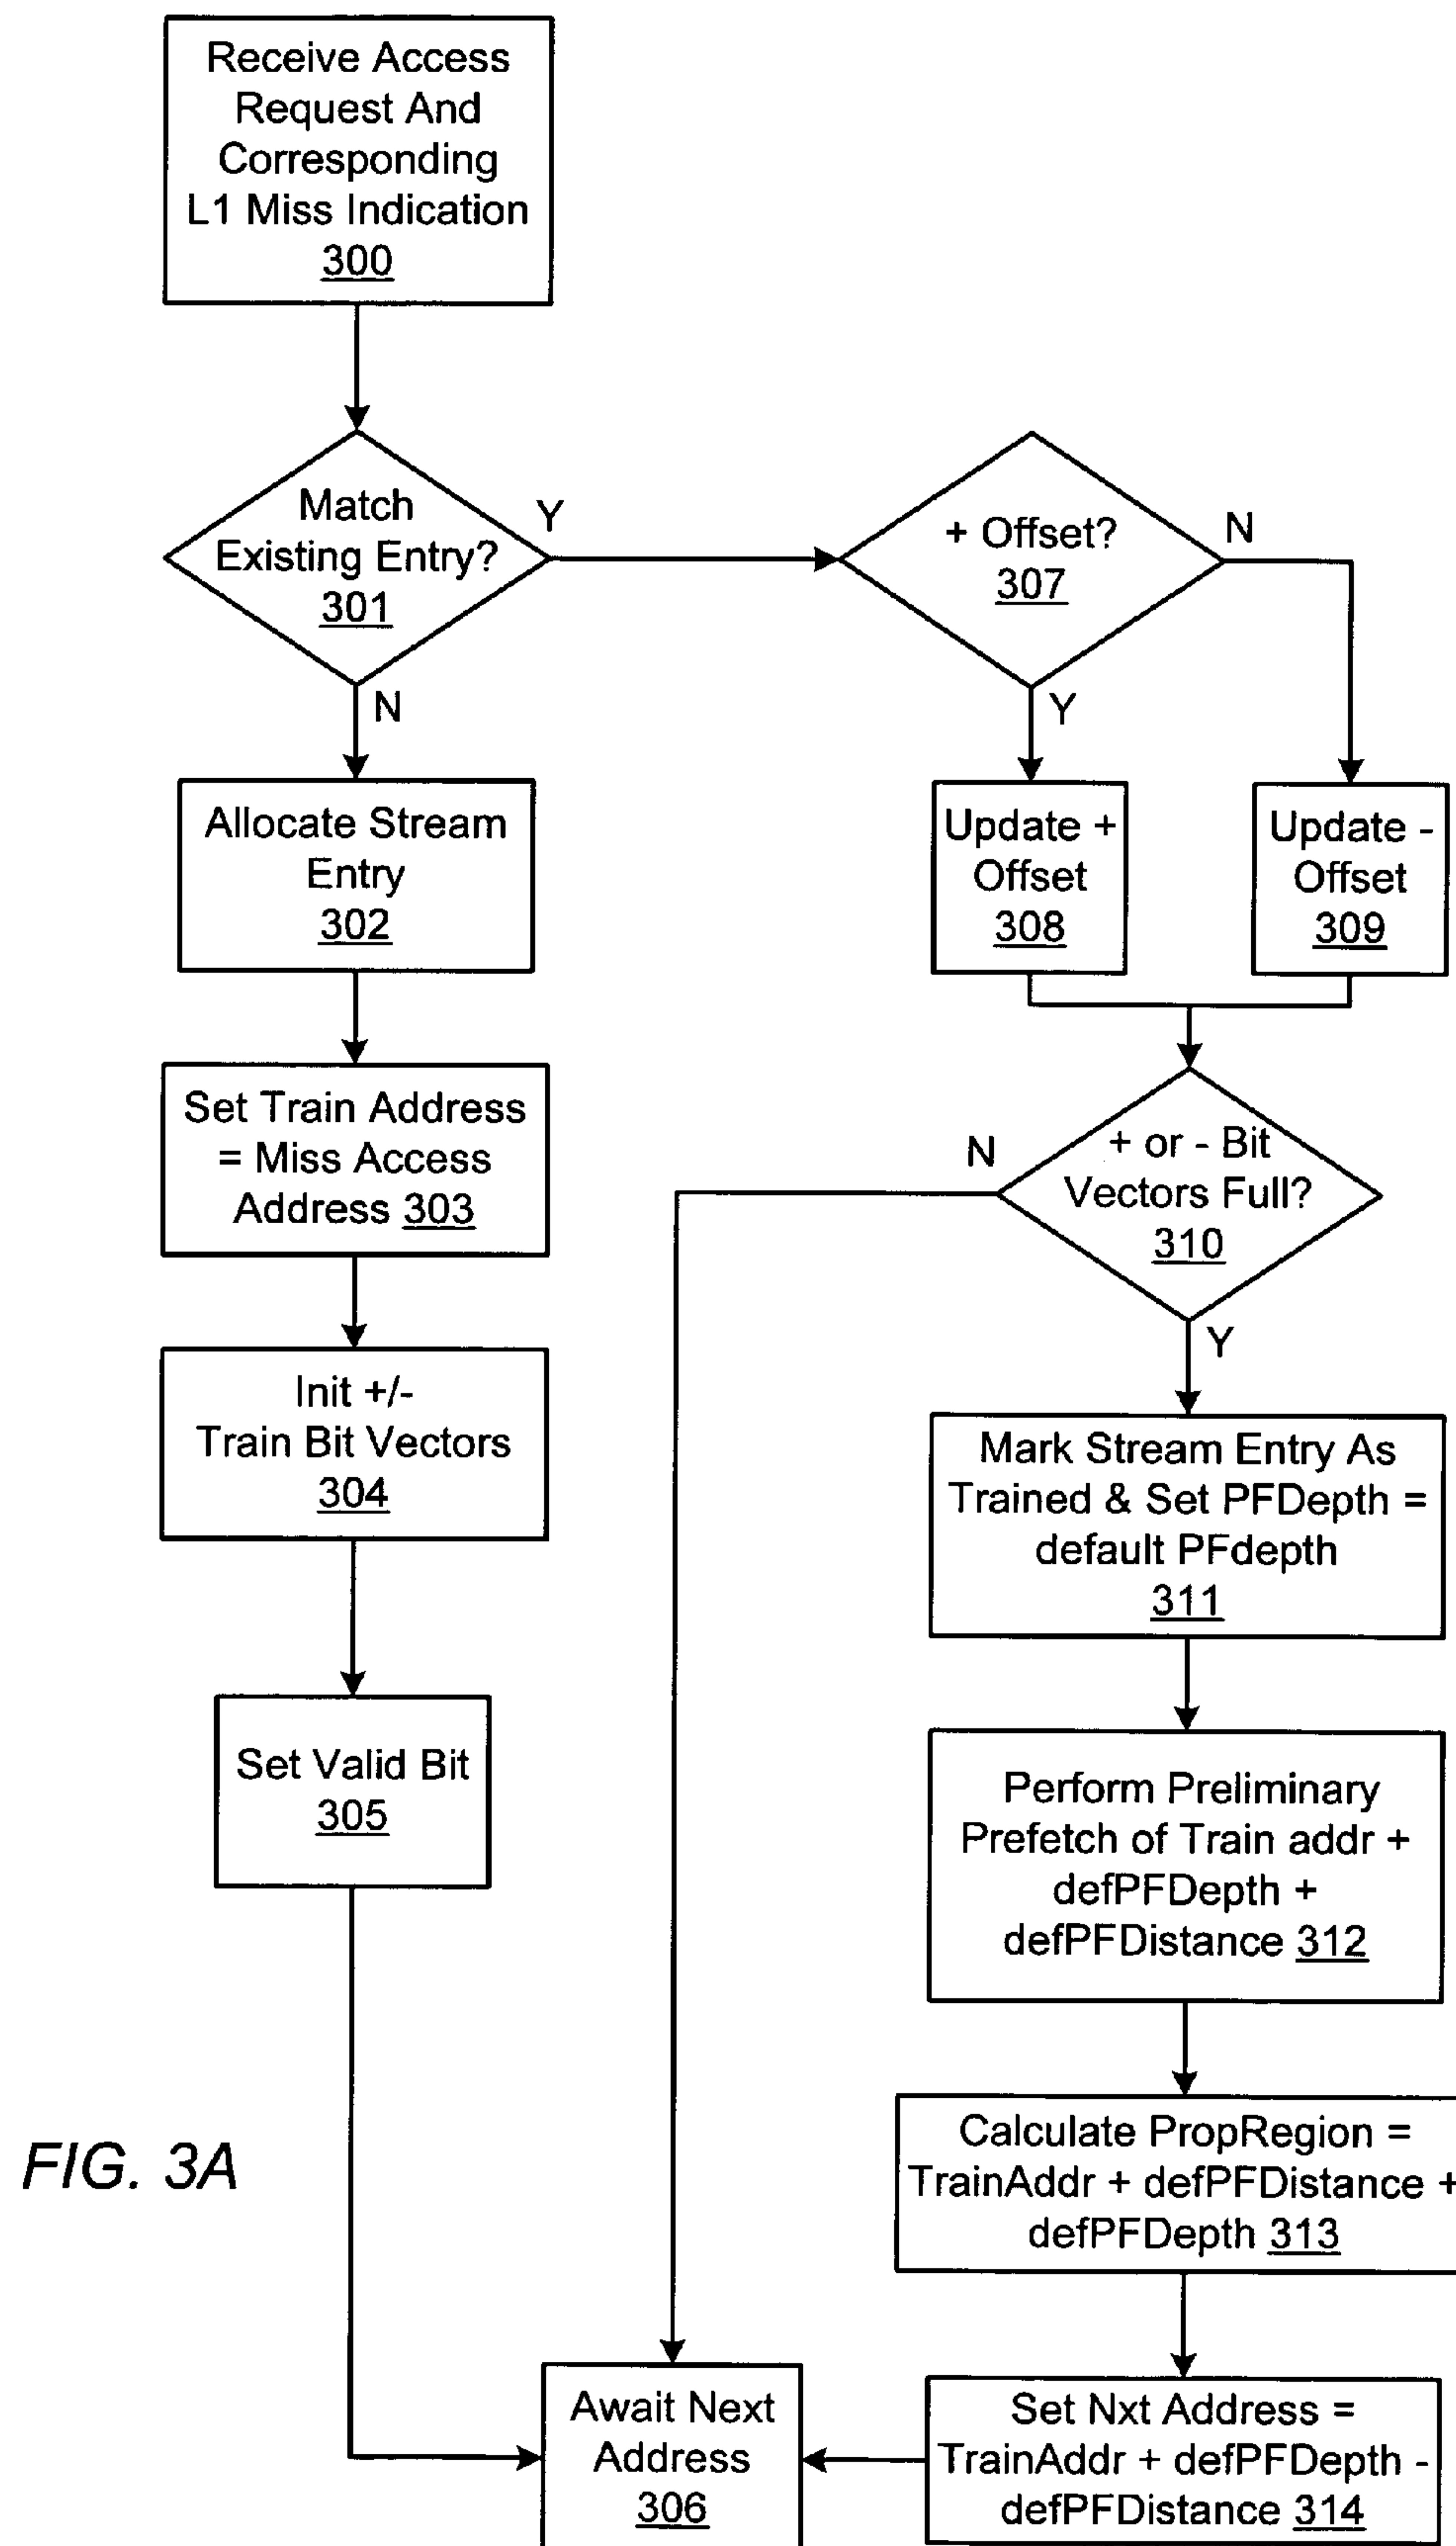 Receive Access
Request And
Corresponding
L1 Miss Indication
300
Match
Existing Entry?
301
Y
N
+ Offset?
307
N
Y
Allocate Stream
Entry
302
Update +
Offset
308
Update -
Offset
309
Set Train Address
= Miss Access
Address 303
+ or - Bit
Vectors Full?
310
N
Y
Init +/-
Train Bit Vectors
304
Mark Stream Entry As
Trained & Set PFDepth =
default PFdepth
311
Set Valid Bit
305
Perform Preliminary
Prefetch of Train addr +
defPFDepth +
defPFDistance 312
Calculate PropRegion =
TrainAddr + defPFDistance +
defPFDepth 313
FIG. 3A
Await Next
Address
306
Set Nxt Address =
TrainAddr + defPFDepth -
defPFDistance 314